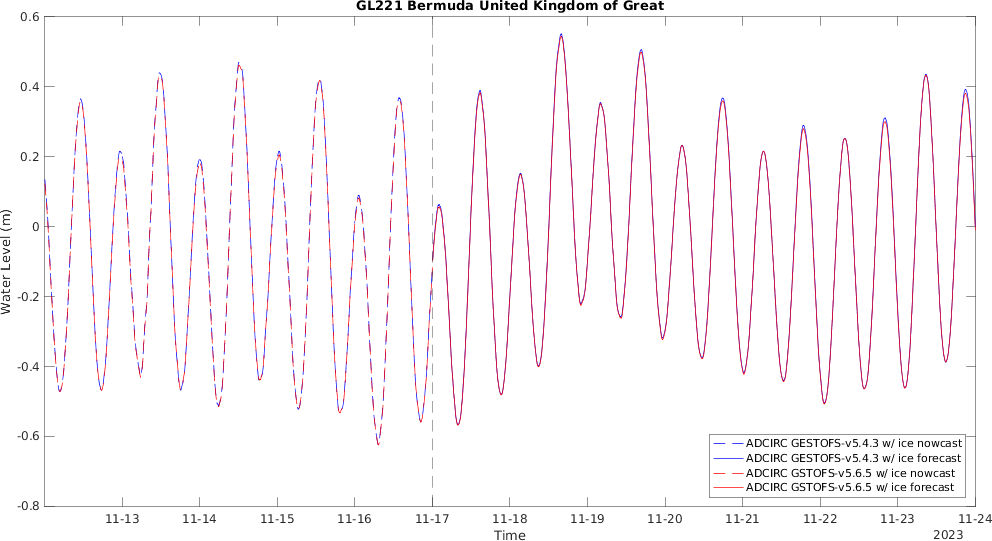 GL221 Bermuda United Kingdom of Great
0.6
0.4
0.2
0
-0.2
-0.4
-0.6
-0.8
Water Level (m)
ADCIRC GESTOFS-v5.4.3 w/ ice nowcast
ADCIRC GESTOFS-v5.4.3 w/ ice forecast
ADCIRC GSTOFS-v5.6.5 w/ ice nowcast
ADCIRC GSTOFS-v5.6.5 w/ ice forecast
11-13 11-14 11-15 11-16 11-17 11-18 11-19 11-20 11-21 11-22 11-23 11-24
Time
2023